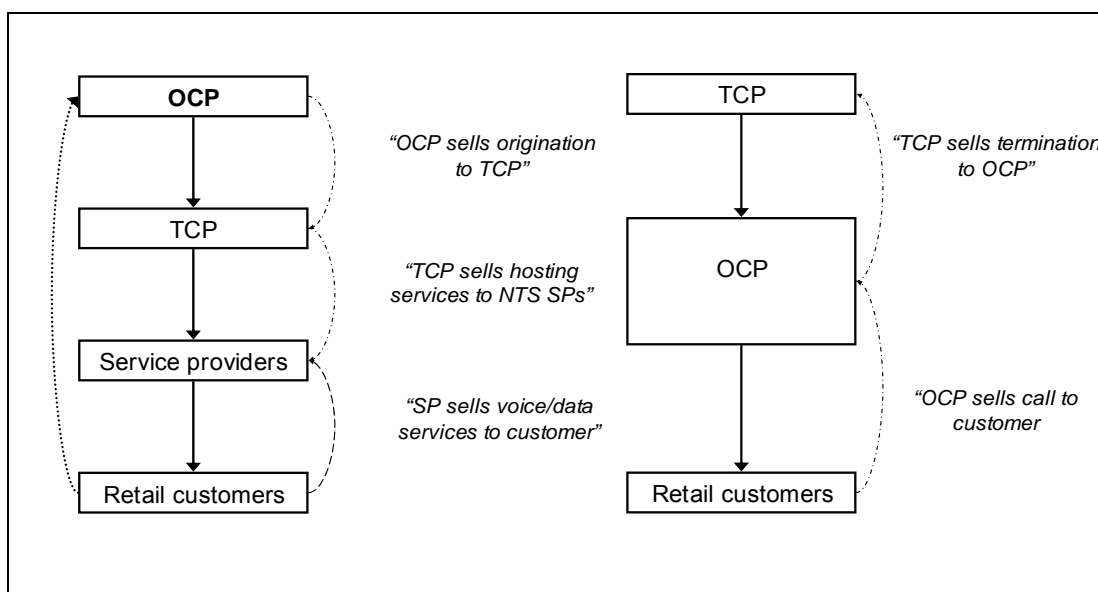 OCP
“OCP sells origination
to TCP”
TCP
“TCP sells hosting
services to NTS SPs”
Service providers
“SP sells voice/data
services to customer”
Retail customers
TCP
“TCP sells termination
to OCP”
OCP
“OCP sells call to
customer
Retail customers